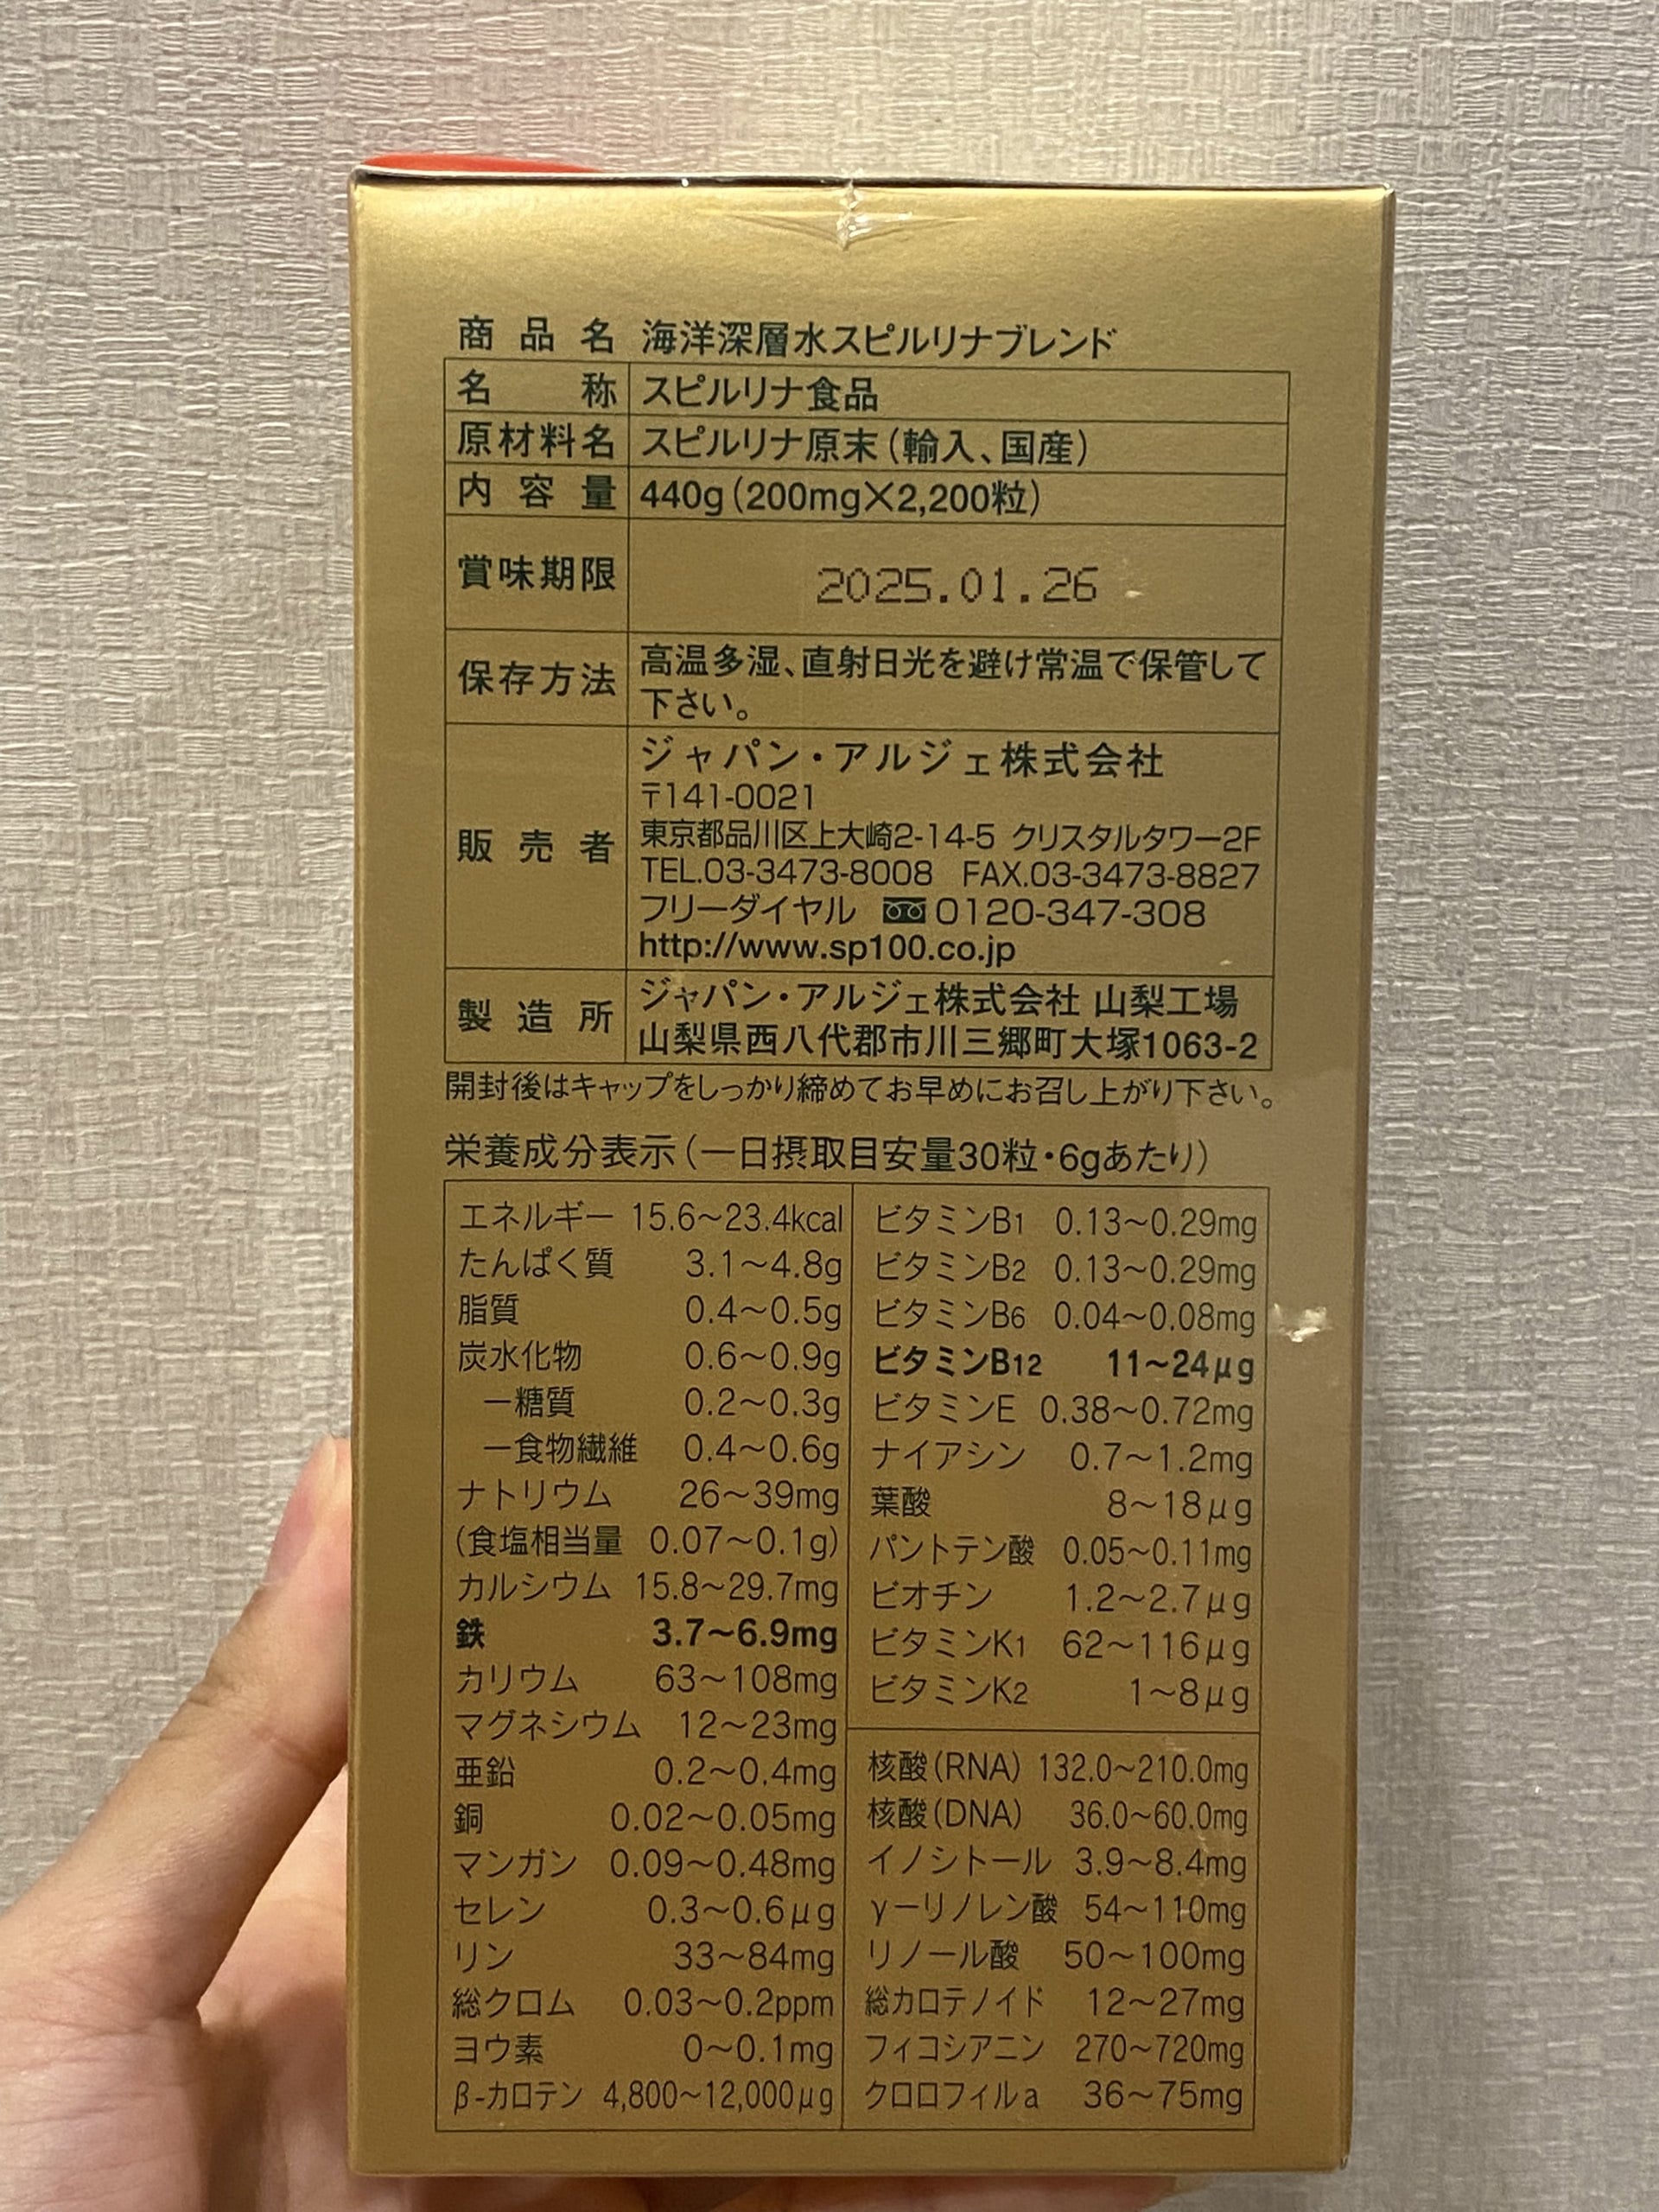 商品名 海洋深層水スピルリナブレンド
名称 スピルリナ食品
原材料名 スピルリナ原末(輸入、国産)
内容量 440g(200mg×2,200粒)
賞味期限 2025.01.26
保存方法 高温多湿、直射日光を避け常温で保管して
下さい。
販売者 ジャパン・アルジェ株式会社
〒141-0021
東京都品川区上大崎2-14-5 クリスタルタワー2F
TEL.03-3473-8008 FAX.03-3473-8827
フリーダイヤル 0120-347-308
http://www.sp100.co.jp
製造所 ジャパン・アルジェ株式会社 山梨工場
山梨県西八代郡市川三郷町大塚1063-2
開封後はキャップをしっかり締めてお早めにお召し上がり下さい。
栄養成分表示(一日摂取目安量30粒・6gあたり)
エネルギー 15.6〜23.4kcal
たんぱく質 3.1〜4.8g
脂質 0.4〜0.5g
炭水化物 0.6〜0.9g
ー糖質 0.2〜0.3g
ー食物繊維 0.4〜0.6g
ナトリウム 26〜39mg
(食塩相当量 0.07〜0.1g)
カルシウム 15.8〜29.7mg
鉄 3.7〜6.9mg
カリウム 63〜108mg
マグネシウム 12〜23mg
亜鉛 0.2〜0.4mg
銅 0.02〜0.05mg
マンガン 0.09〜0.48mg
セレン 0.3〜0.6μg
リン 33〜84mg
総クロム 0.03〜0.2ppm
ヨウ素 0〜0.1mg
β-カロテン 4,800〜12,000μg
ビタミンB1 0.13〜0.29mg
ビタミンB2 0.13〜0.29mg
ビタミンB6 0.04〜0.08mg
ビタミンB12 11〜24μg
ビタミンE 0.38〜0.72mg
ナイアシン 0.7〜1.2mg
葉酸 8〜18μg
パントテン酸 0.05〜0.11mg
ビオチン 1.2〜2.7μg
ビタミンK1 62〜116μg
ビタミンK2 1〜8μg
核酸(RNA) 132.0〜210.0mg
核酸(DNA) 36.0〜60.0mg
イノシトール 3.9〜8.4mg
γーリノレン酸 54〜110mg
リノール酸 50〜100mg
総カロテノイド 12〜27mg
フィコシアニン 270〜720mg
クロロフィルa 36〜75mg